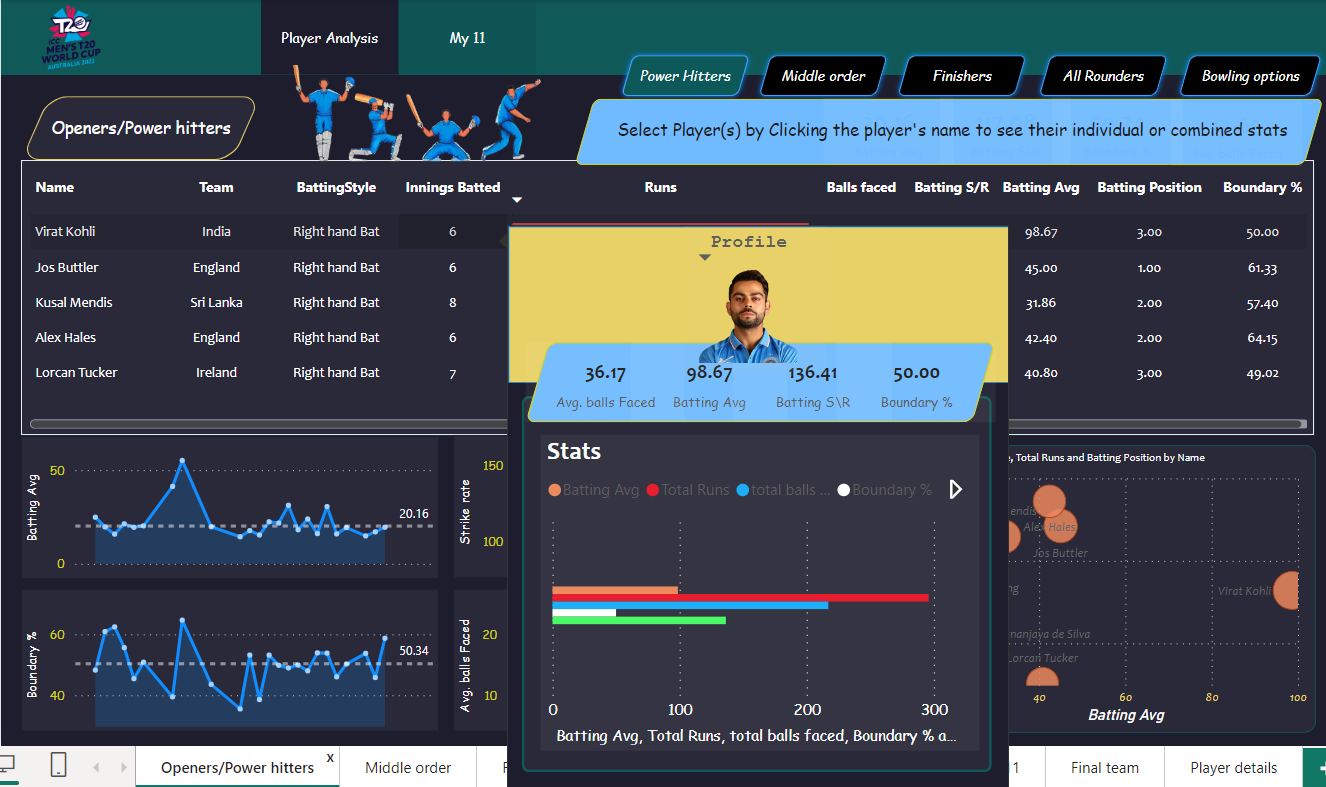 T20
ICC
MEN'S T20
WORLD CUP
AUSTRALIA 2022
Player Analysis
My 11
Power Hitters
Middle order
Finishers
All Rounders
Bowling options
Openers/Power hitters
Select Player(s) by Clicking the player's name to see their individual or combined stats
Name Team BattingStyle Innings Batted Runs Balls faced Batting S/R Batting Avg Batting Position Boundary %
Virat Kohli India Right hand Bat 6 98.67 3.00 50.00
Jos Buttler England Right hand Bat 6 45.00 1.00 61.33
Kusal Mendis Sri Lanka Right hand Bat 8 31.86 2.00 57.40
Alex Hales England Right hand Bat 6 42.40 2.00 64.15
Lorcan Tucker Ireland Right hand Bat 7 40.80 3.00 49.02
Profile
36.17 98.67 136.41 50.00
Avg. balls Faced Batting Avg Batting S\R Boundary %
Stats
Batting Avg Total Runs total balls ... Boundary %
0 100 200 300
Batting Avg, Total Runs, total balls faced, Boundary % a...
Batting Avg
50
0
20.16
Strike rate
150
100
Boundary %
60
40
50.34
Avg. balls Faced
20
10
, Total Runs and Batting Position by Name
endis
Alex Hales
Jos Buttler
ng
Virat Kohli
nanjaya de Silva
Lorcan Tucker
40 60 80 100
Batting Avg
Openers/Power hitters x
Middle order
11
Final team
Player details
+